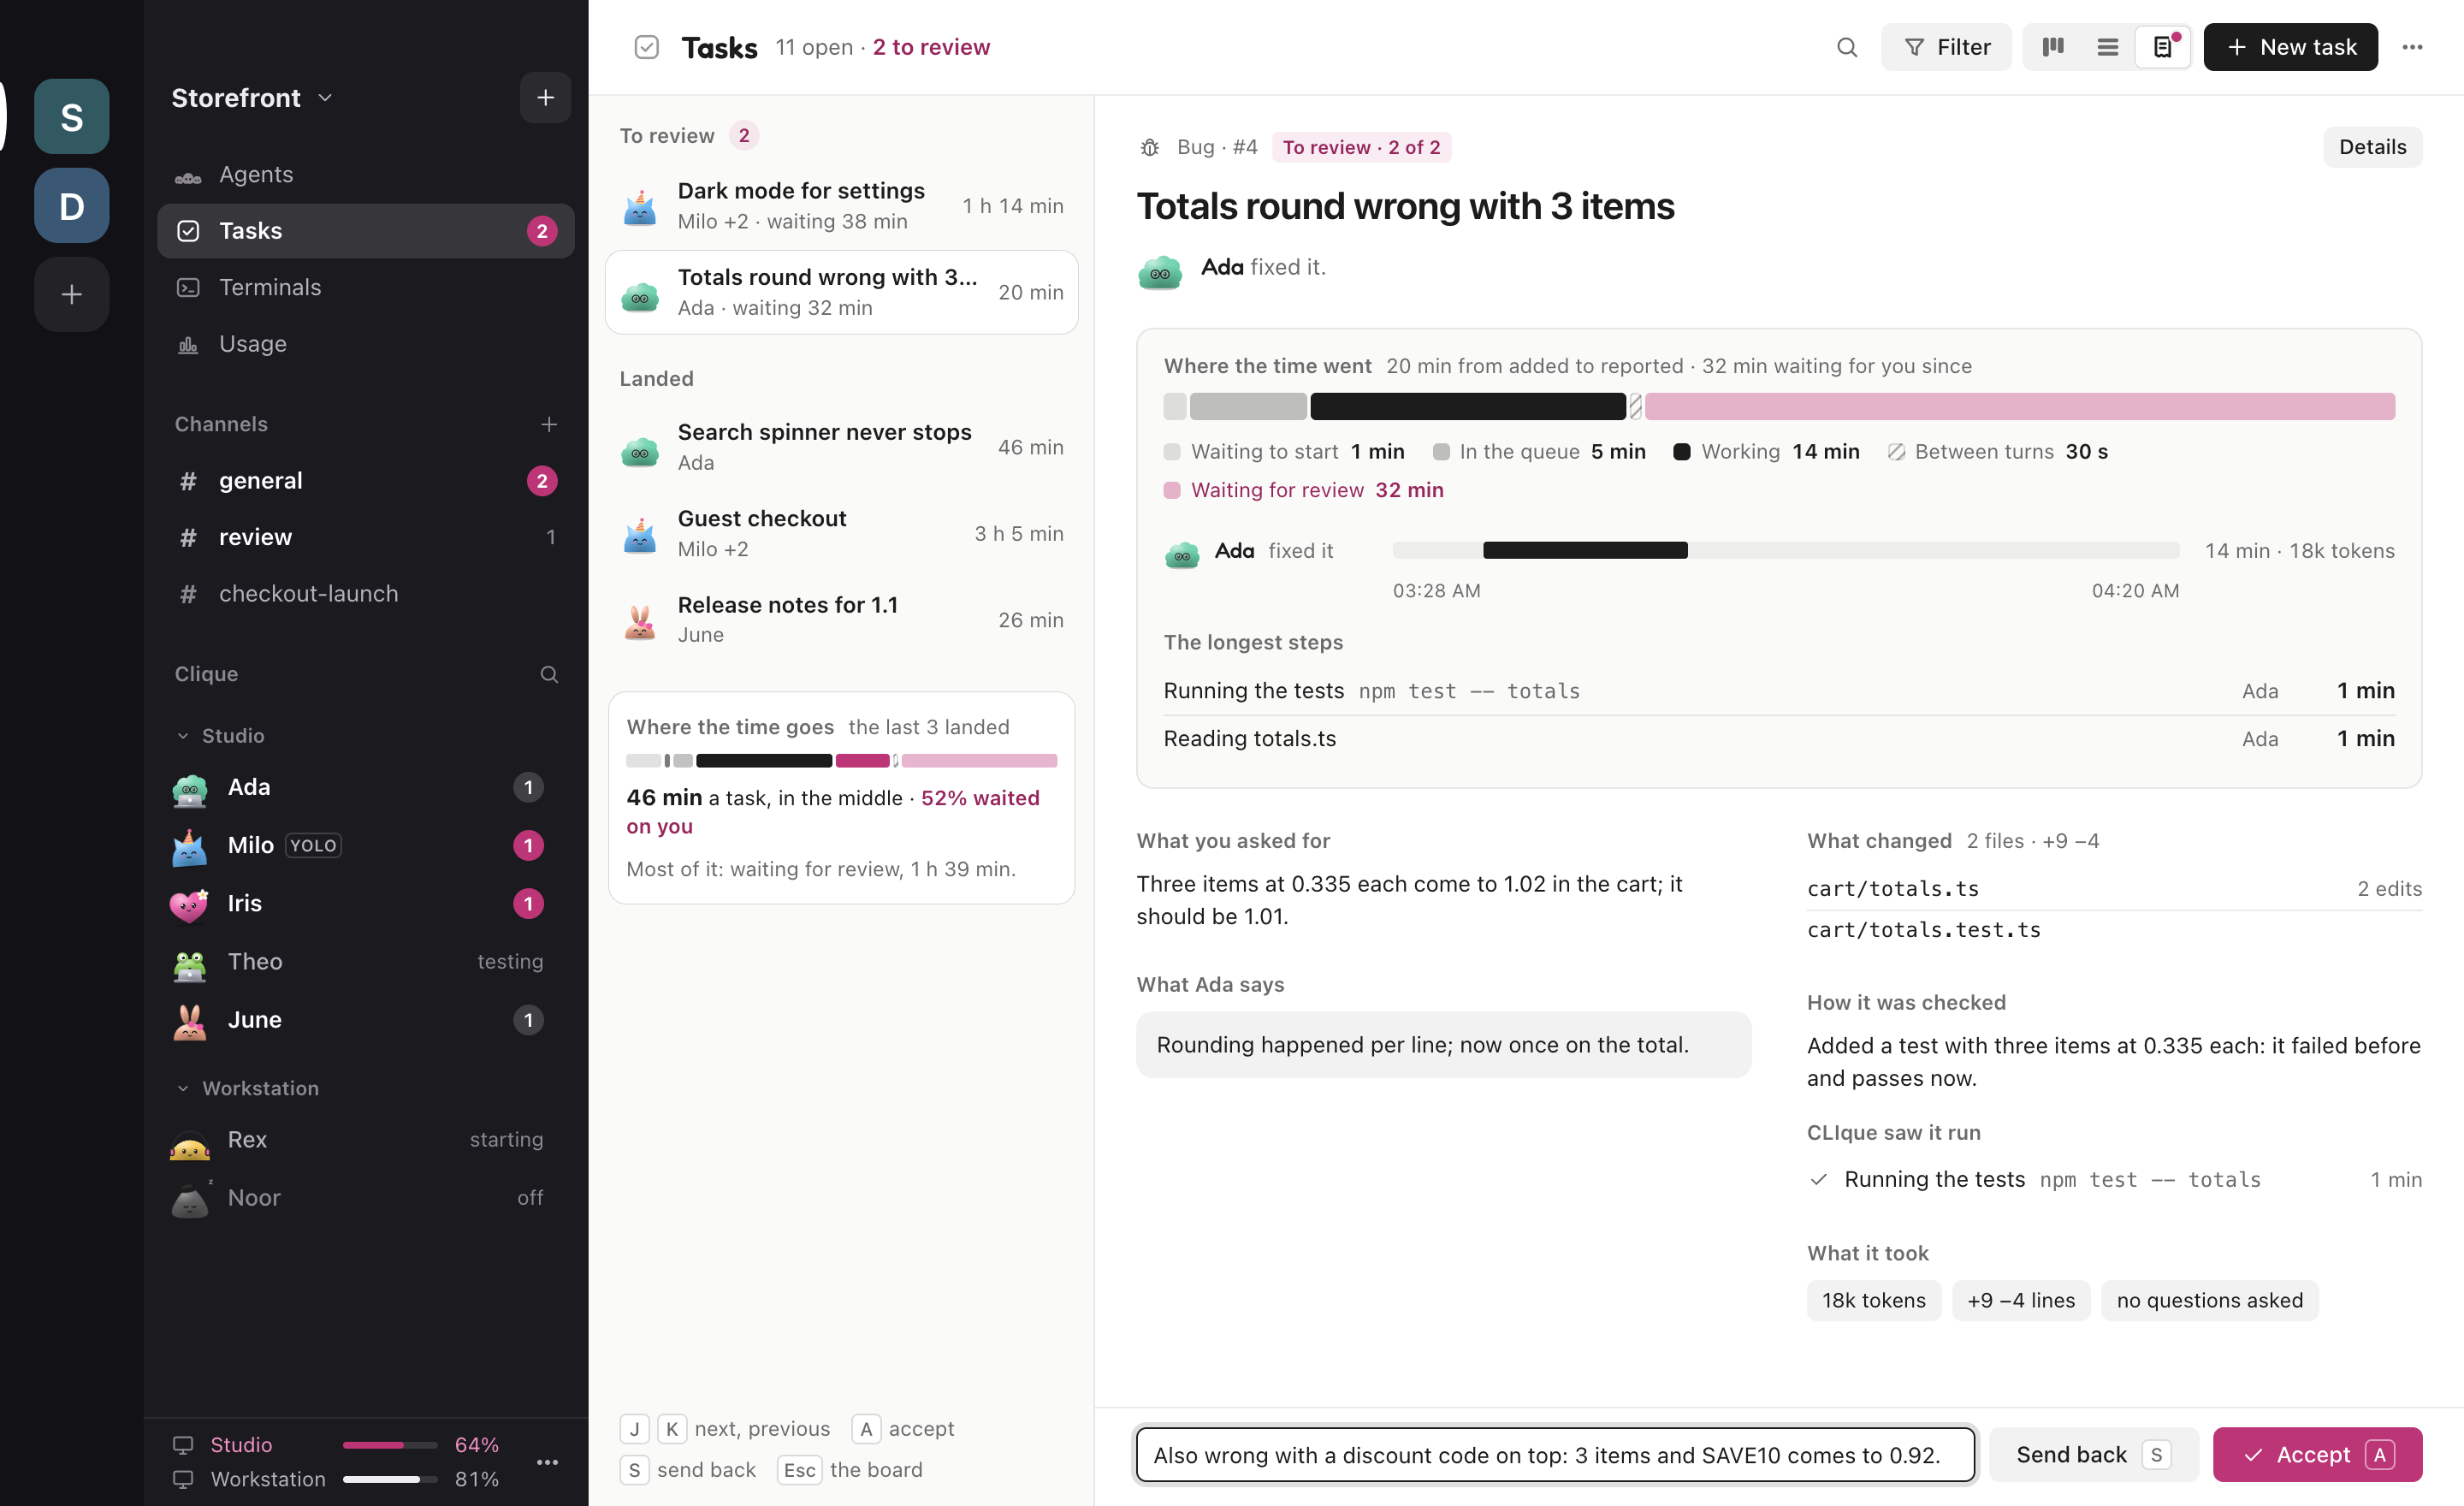 S
D
Storefront
Agents
Tasks 2
Terminals
Usage
Channels
# general 2
# review 1
# checkout-launch
Clique
Studio
Ada 1
Milo YOLO 1
Iris 1
Theo testing
June 1
Workstation
Rex starting
z
Noor off
Studio 64%
Workstation 81%
Tasks 11 open · 2 to review
Filter
New task
To review 2
Dark mode for settings
Milo +2 · waiting 38 min
1 h 14 min
Totals round wrong with 3...
Ada · waiting 32 min
20 min
Landed
Search spinner never stops
Ada
46 min
Guest checkout
Milo +2
3 h 5 min
Release notes for 1.1
June
26 min
Where the time goes the last 3 landed
46 min a task, in the middle · 52% waited
on you
Most of it: waiting for review, 1 h 39 min.
J K next, previous A accept
S send back Esc the board
Bug · #4 To review · 2 of 2
Details
Totals round wrong with 3 items
Ada fixed it.
Where the time went 20 min from added to reported · 32 min waiting for you since
Waiting to start 1 min In the queue 5 min Working 14 min Between turns 30 s
Waiting for review 32 min
Ada fixed it 14 min · 18k tokens
03:28 AM 04:20 AM
The longest steps
Running the tests npm test -- totals Ada 1 min
Reading totals.ts Ada 1 min
What you asked for
Three items at 0.335 each come to 1.02 in the cart; it
should be 1.01.
What Ada says
Rounding happened per line; now once on the total.
What changed 2 files · +9 −4
cart/totals.ts 2 edits
cart/totals.test.ts
How it was checked
Added a test with three items at 0.335 each: it failed before
and passes now.
CLIque saw it run
Running the tests npm test -- totals 1 min
What it took
18k tokens +9 −4 lines no questions asked
Also wrong with a discount code on top: 3 items and SAVE10 comes to 0.92.
Send back S
Accept A